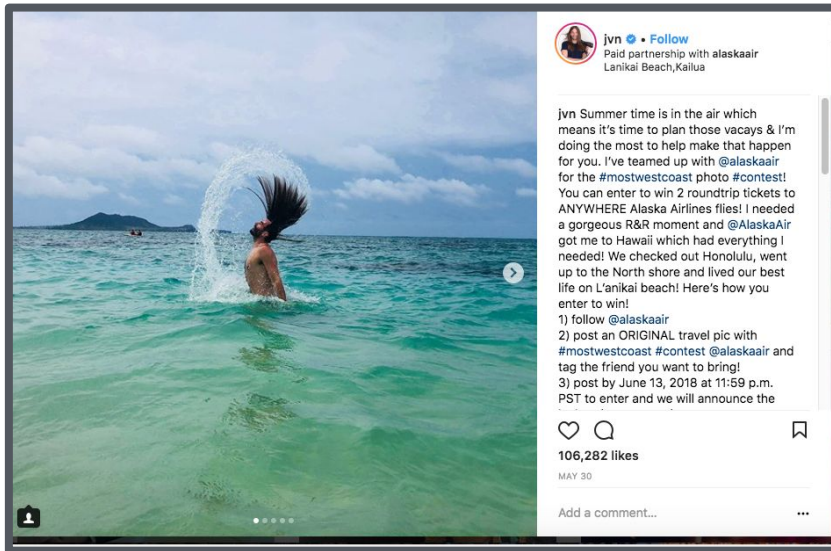 jvn • Follow
Paid partnership with alaskaair
Lanikai Beach,Kailua
jvn Summer time is in the air which
means it's time to plan those vacays & I'm
doing the most to help make that happen
for you. I've teamed up with @alaskaair
for the #mostwestcoast photo #contest!
You can enter to win 2 roundtrip tickets to
ANYWHERE Alaska Airlines flies! I needed
a gorgeous R&R moment and @AlaskaAir
got me to Hawaii which had everything I
needed! We checked out Honolulu, went
up to the North shore and lived our best
life on L'anikai beach! Here's how you
enter to win!
1) follow @alaskaair
2) post an ORIGINAL travel pic with
#mostwestcoast #contest @alaskaair and
tag the friend you want to bring!
3) post by June 13, 2018 at 11:59 p.m.
PST to enter and we will announce the
106,282 likes
MAY 30
Add a comment...